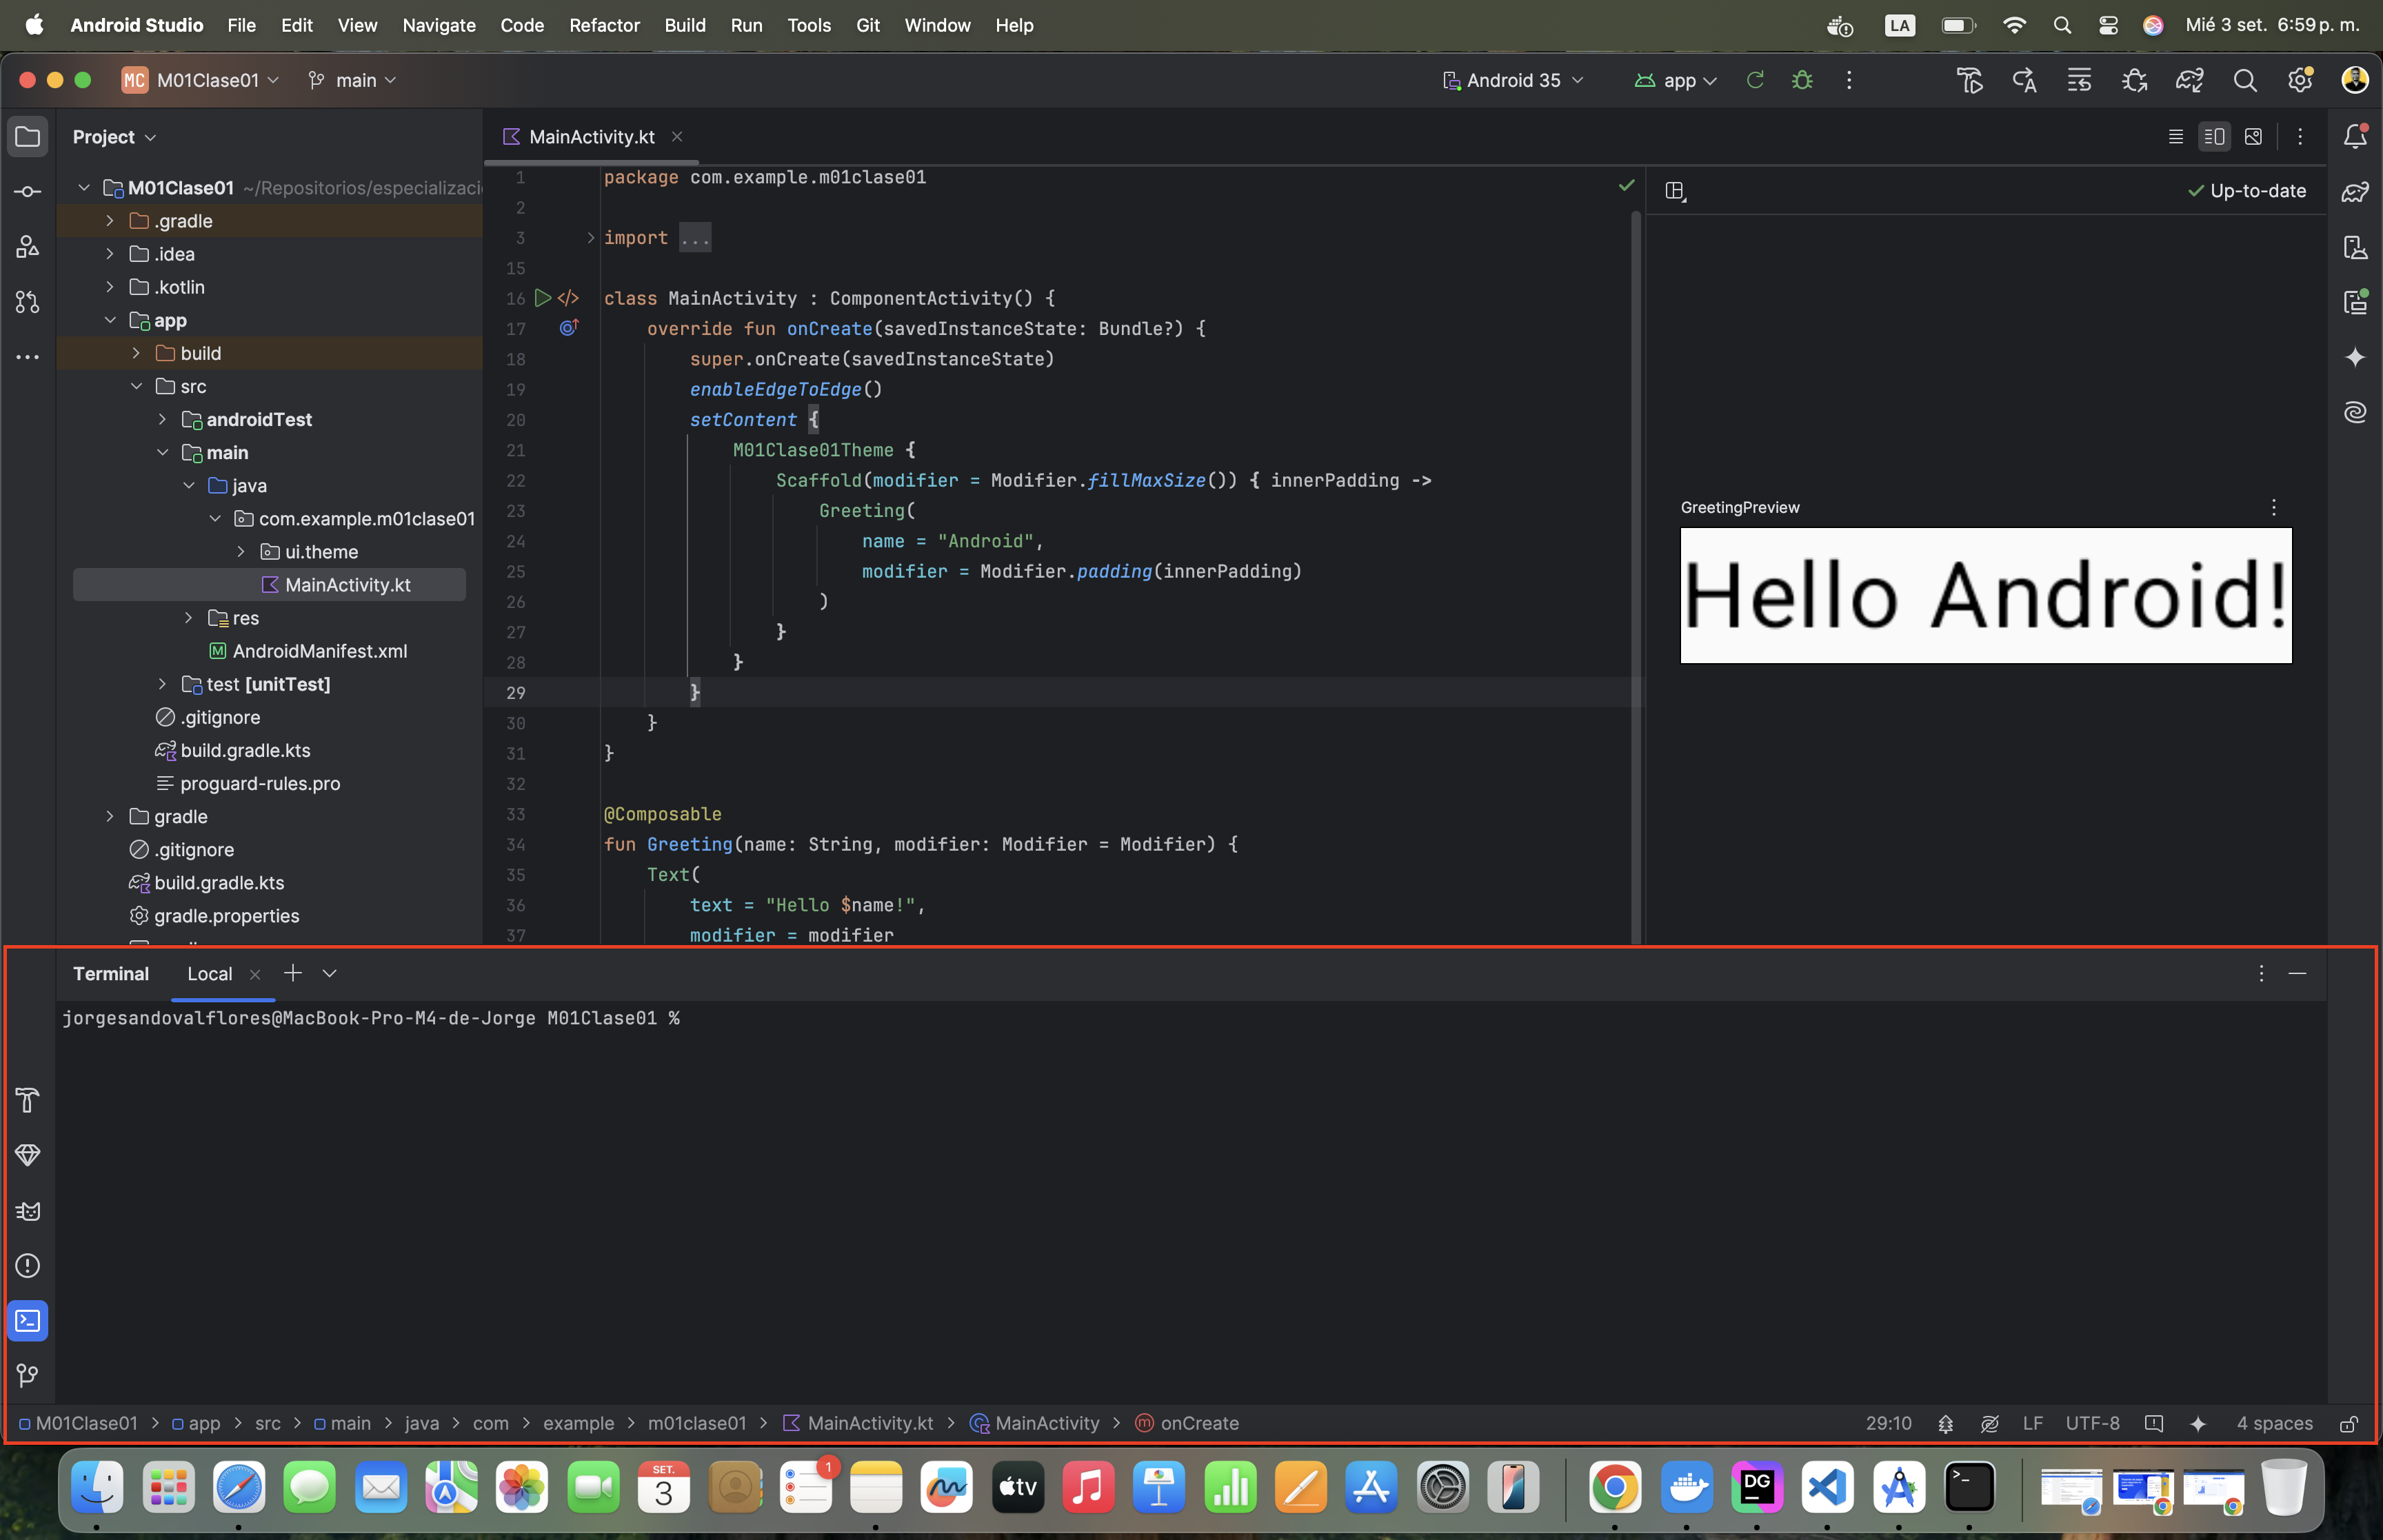 Android Studio File Edit View Navigate Code Refactor Build Run Tools Git Window Help LA Mié 3 set. 6:59 p. m.
MC M01Clase01 main Android 35 app
Project MainActivity.kt
M01Clase01 ~/Repositorios/especializaci
.gradle
.idea
.kotlin
app
build
src
androidTest
main
java
com.example.m01clase01
ui.theme
MainActivity.kt
res
AndroidManifest.xml
test [unitTest]
.gitignore
build.gradle.kts
proguard-rules.pro
gradle
.gitignore
build.gradle.kts
gradle.properties
1 package com.example.m01clase01
2
3 import ...
15
16 </> class MainActivity : ComponentActivity() {
17 override fun onCreate(savedInstanceState: Bundle?) {
18 super.onCreate(savedInstanceState)
19 enableEdgeToEdge()
20 setContent {
21 M01Clase01Theme {
22 Scaffold(modifier = Modifier.fillMaxSize()) { innerPadding ->
23 Greeting(
24 name = "Android",
25 modifier = Modifier.padding(innerPadding)
26 )
27 }
28 }
29 }
30 }
31 }
32
33 @Composable
34 fun Greeting(name: String, modifier: Modifier = Modifier) {
35 Text(
36 text = "Hello $name!",
37 modifier = modifier
Up-to-date
GreetingPreview
Hello Android!
Terminal Local
jorgesandovalflores@MacBook-Pro-M4-de-Jorge M01Clase01 %
M01Clase01 > app > src > main > java > com > example > m01clase01 > MainActivity.kt > MainActivity > onCreate 29:10 LF UTF-8 4 spaces
SET.
3
1
tv
DG
>_